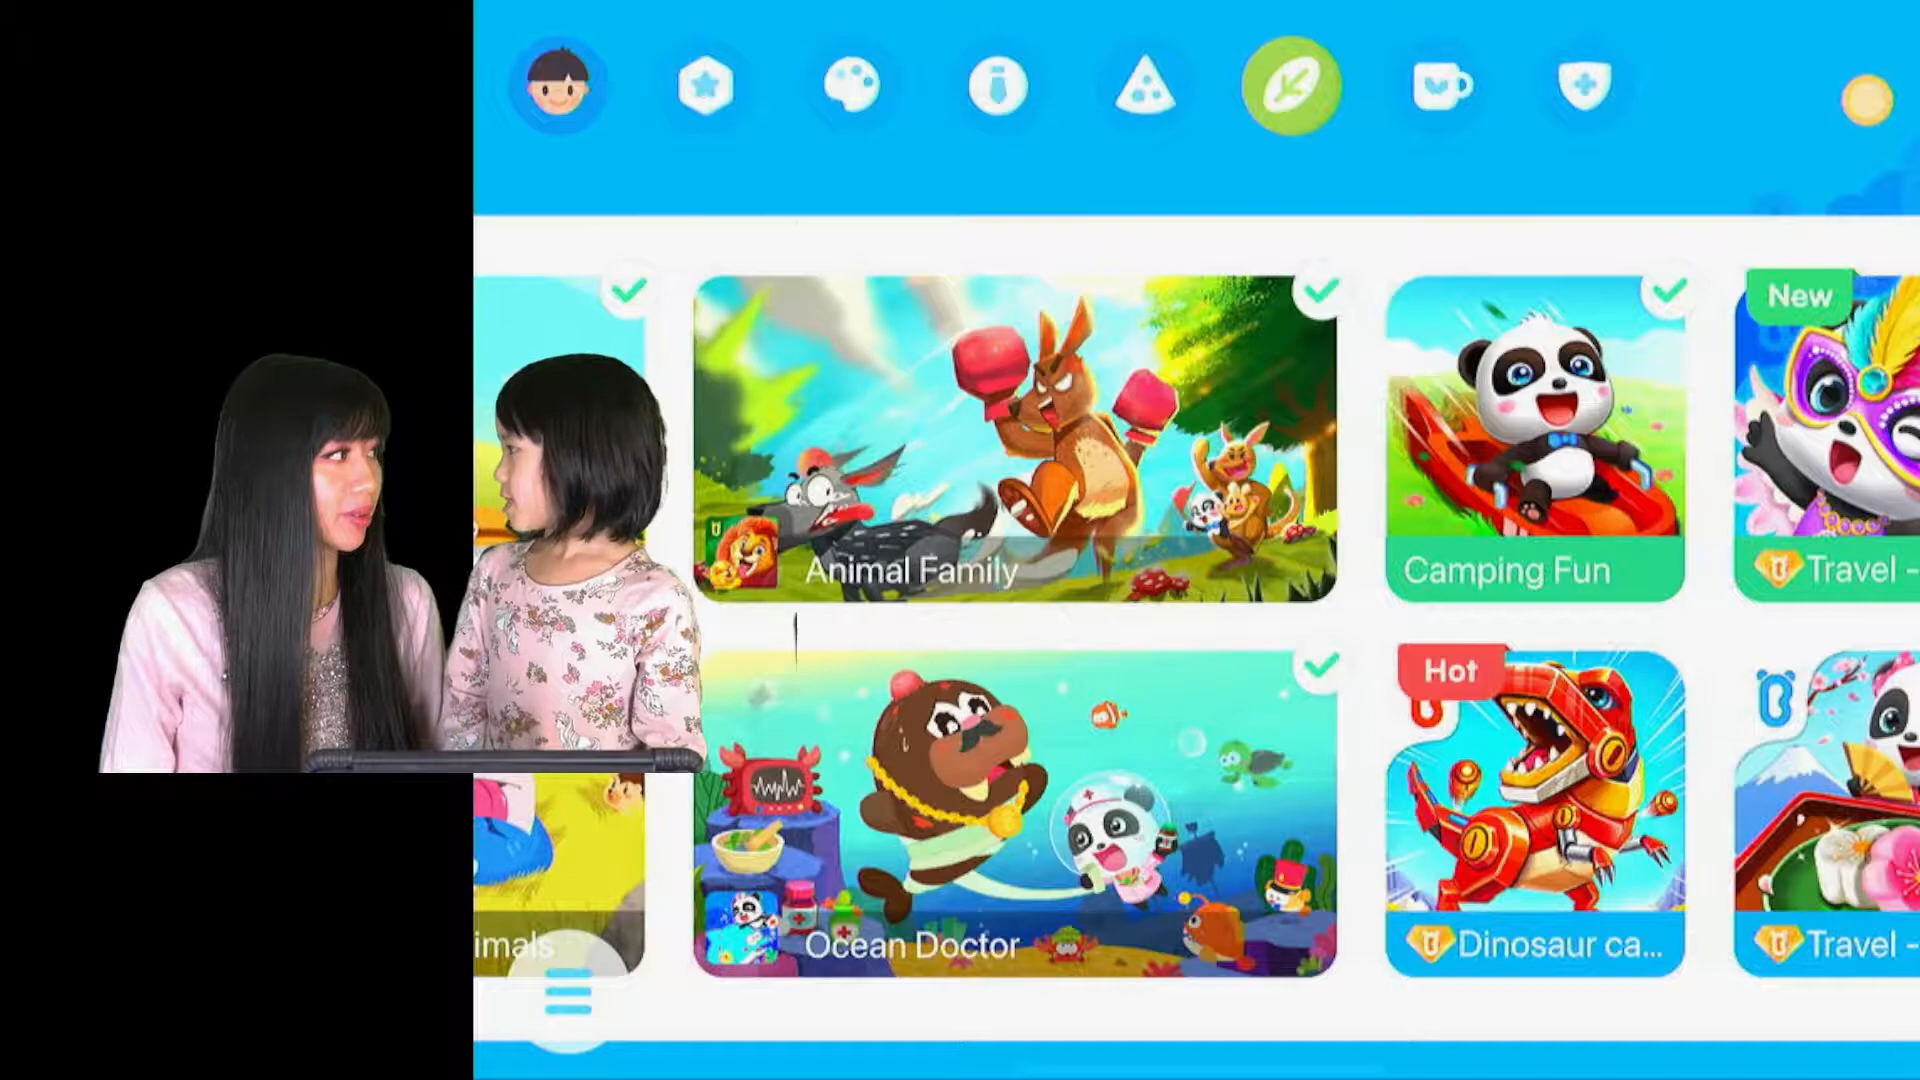 New
Animal Family
Camping Fun
Travel -
Hot
imals
Ocean Doctor
Dinosaur ca...
Travel -